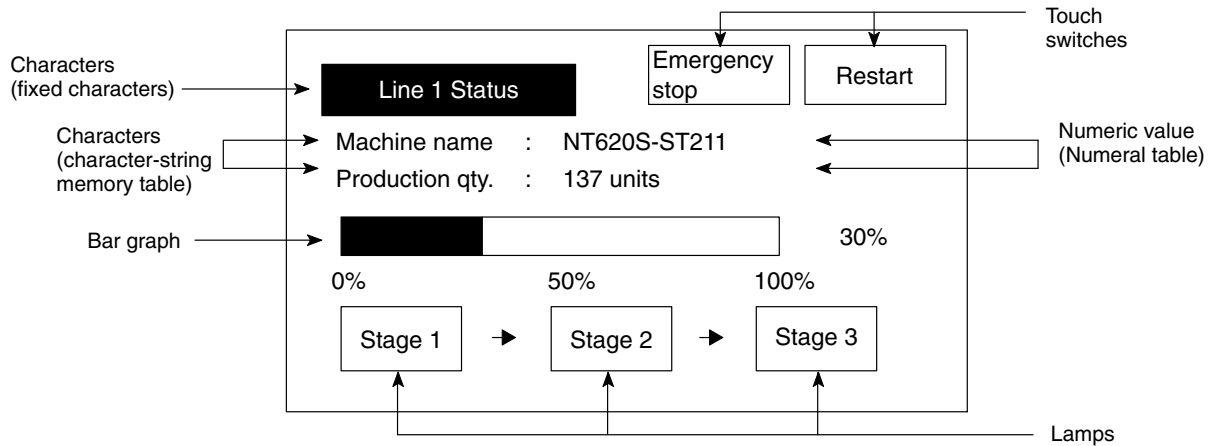 Touch
switches
Emergency
stop
Restart
Characters
(fixed characters)
Line 1 Status
Characters
(character-string
memory table)
Machine name : NT620S-ST211
Production qty. : 137 units
Numeric value
(Numeral table)
Bar graph
30%
0% 50% 100%
Stage 1 Stage 2 Stage 3
Lamps